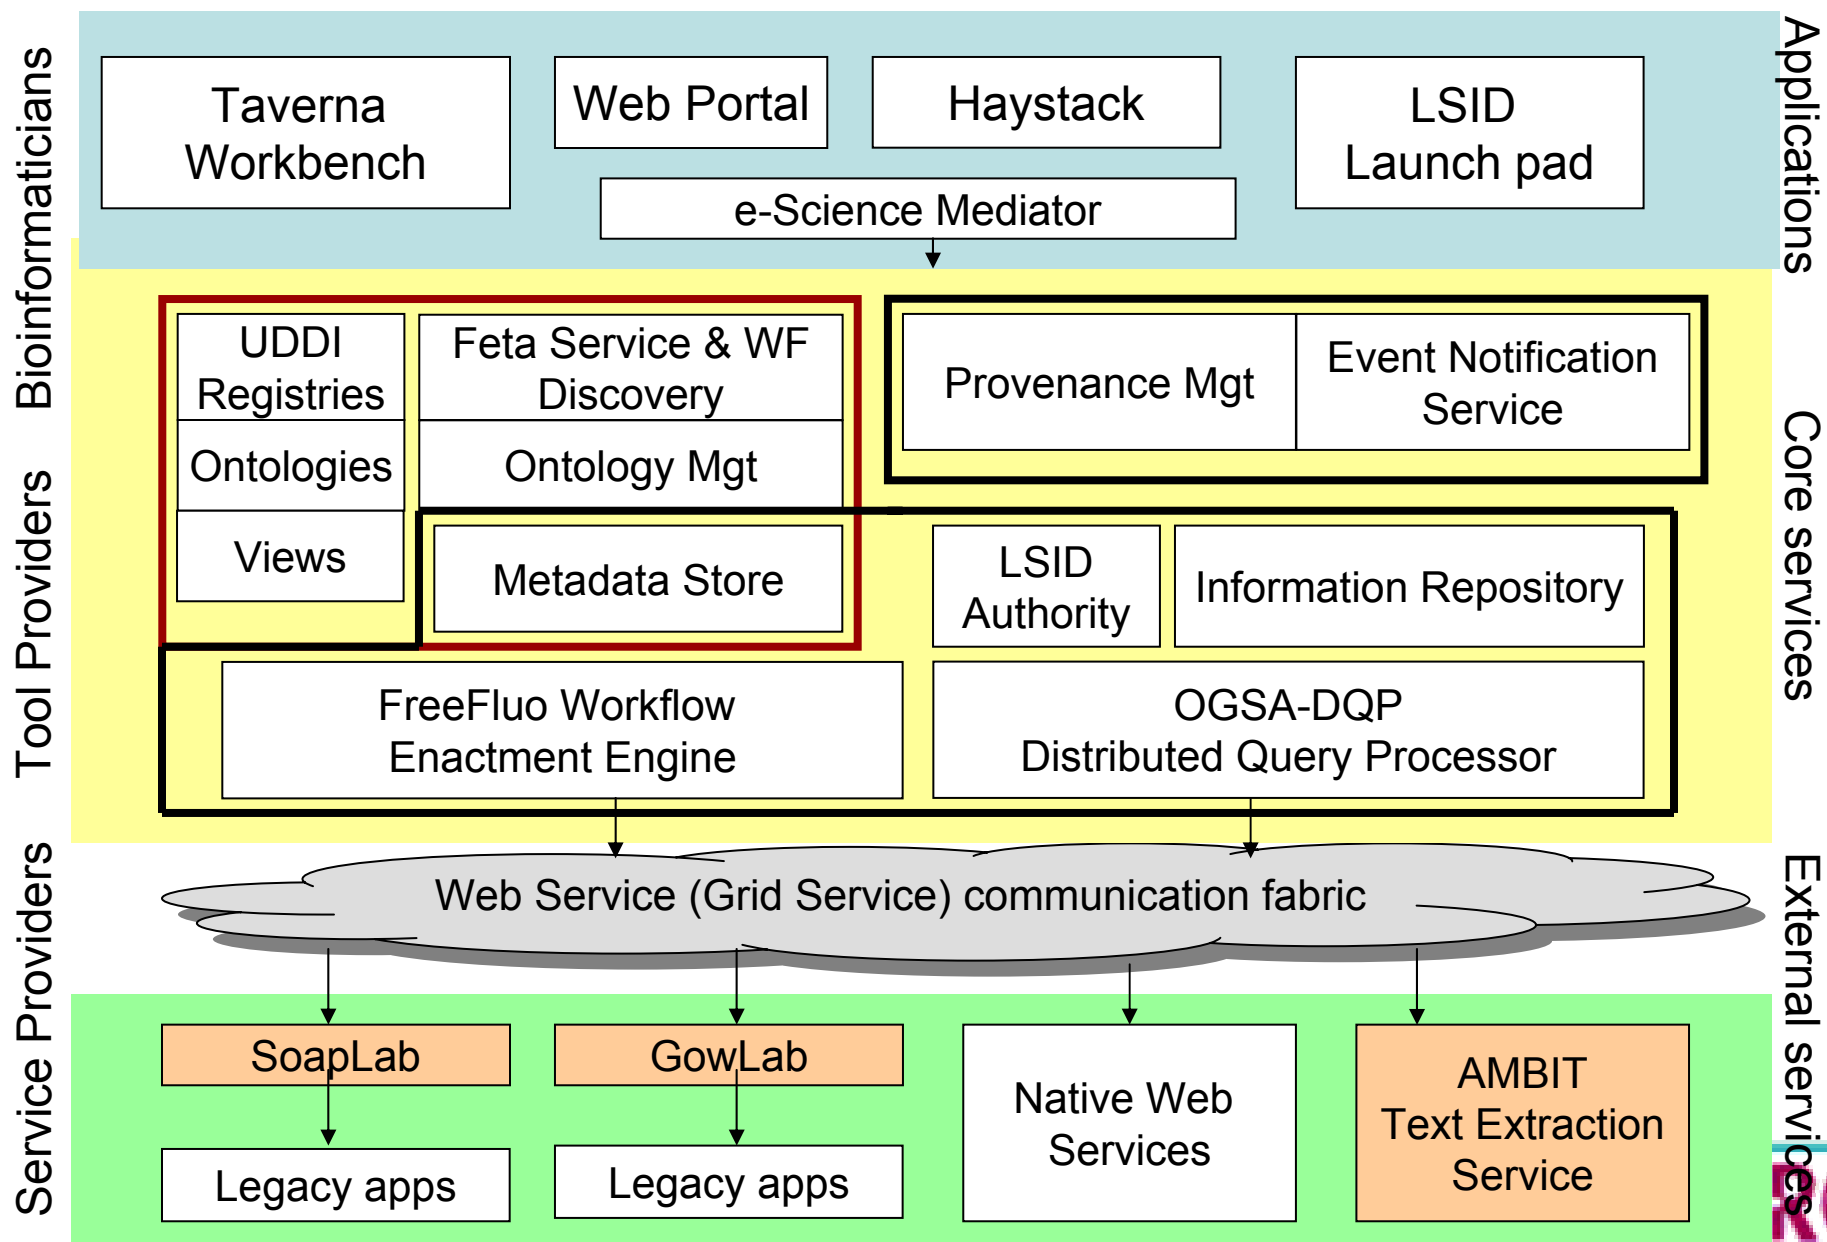 Bioinformaticians
Tool Providers
Service Providers
Applications
Core services
External services
Taverna
Workbench
Web Portal
Haystack
LSID
Launch pad
e-Science Mediator
UDDI
Registries
Feta Service & WF
Discovery
Ontologies
Ontology Mgt
Views
Metadata Store
Provenance Mgt
Event Notification
Service
LSID
Authority
Information Repository
FreeFluo Workflow
Enactment Engine
OGSA-DQP
Distributed Query Processor
Web Service (Grid Service) communication fabric
SoapLab
GowLab
Native Web
Services
AMBIT
Text Extraction
Service
Legacy apps
Legacy apps